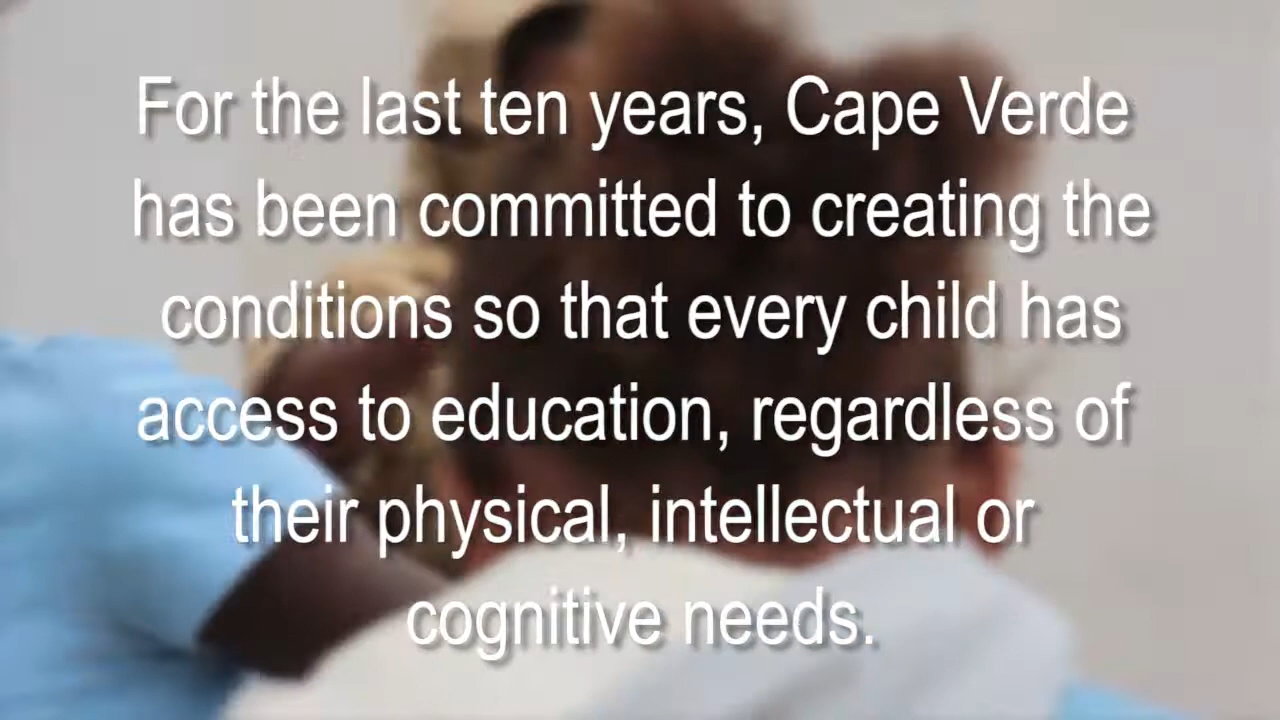 For the last ten years, Cape Verde
has been committed to creating the
conditions so that every child has
access to education, regardless of
their physical, intellectual or
cognitive needs.